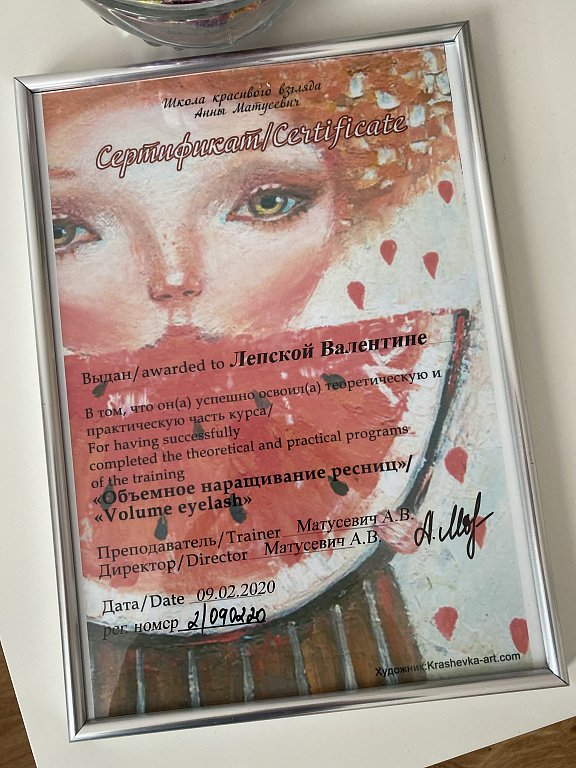 Школа красивого взгляда
Анны Матусевич
Сертификат/Certificate
Выдан/awarded to Лепской Валентине
В том, что он(а) успешно освоил(а) теоретическую и
практическую часть курса/
For having successfully
completed the theoretical and practical programs
of the training
«Объемное наращивание ресниц»/
«Volume eyelash»
Преподаватель/Trainer Матусевич А.В.
Директор/Director Матусевич А.В.
Дата/Date 09.02.2020
рег. номер 2/090220
Художник:Krashevka-art.com